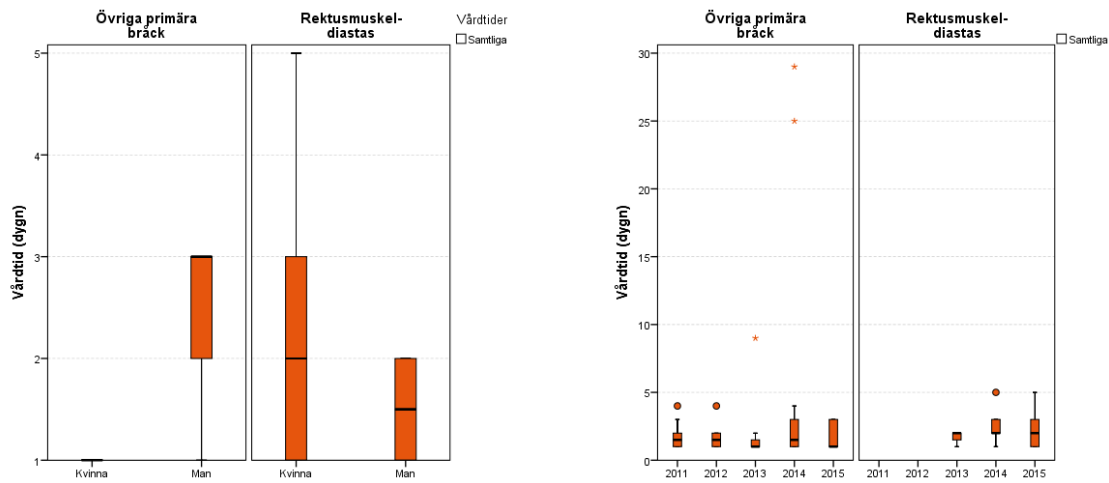 Övriga primära
bråck
Rektusmuskel-
diastas
Vårdtider
Samtliga
Vårdtid (dygn)
5
4
3
2
1
Kvinna
Man
Kvinna
Man
Övriga primära
bråck
Rektusmuskel-
diastas
Samtliga
Vårdtid (dygn)
30
25
20
15
10
5
0
2011
2012
2013
2014
2015
2011
2012
2013
2014
2015